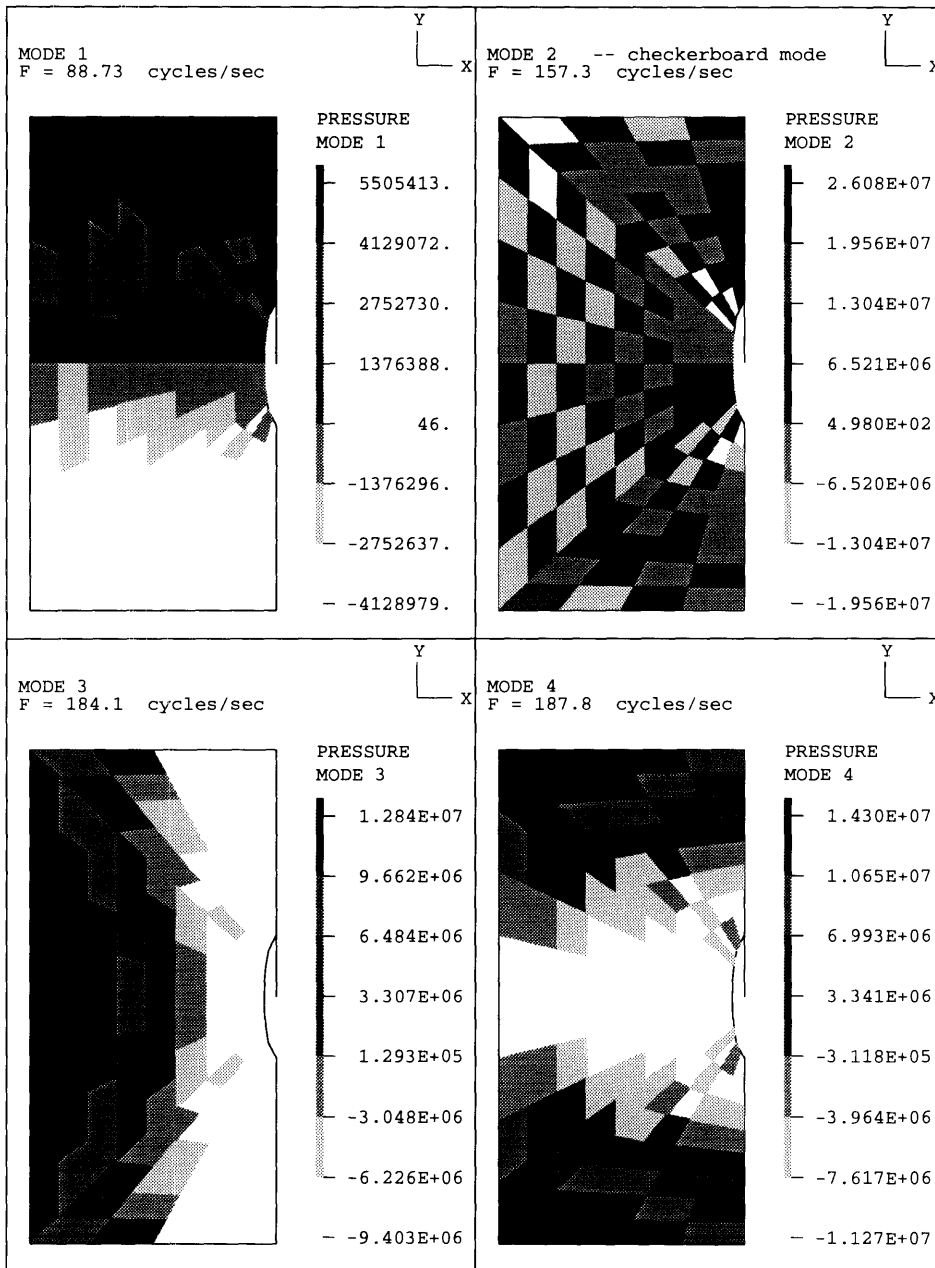 Y
X
MODE 1
F = 88.73 cycles/sec
PRESSURE
MODE 1
5505413.
4129072.
2752730.
1376388.
46.
-1376296.
-2752637.
-4128979.
Y
X
MODE 2 -- checkerboard mode
F = 157.3 cycles/sec
PRESSURE
MODE 2
2.608E+07
1.956E+07
1.304E+07
6.521E+06
4.980E+02
-6.520E+06
-1.304E+07
-1.956E+07
Y
X
MODE 3
F = 184.1 cycles/sec
PRESSURE
MODE 3
1.284E+07
9.662E+06
6.484E+06
3.307E+06
1.293E+05
-3.048E+06
-6.226E+06
-9.403E+06
Y
X
MODE 4
F = 187.8 cycles/sec
PRESSURE
MODE 4
1.430E+07
1.065E+07
6.993E+06
3.341E+06
-3.118E+05
-3.964E+06
-7.617E+06
-1.127E+07